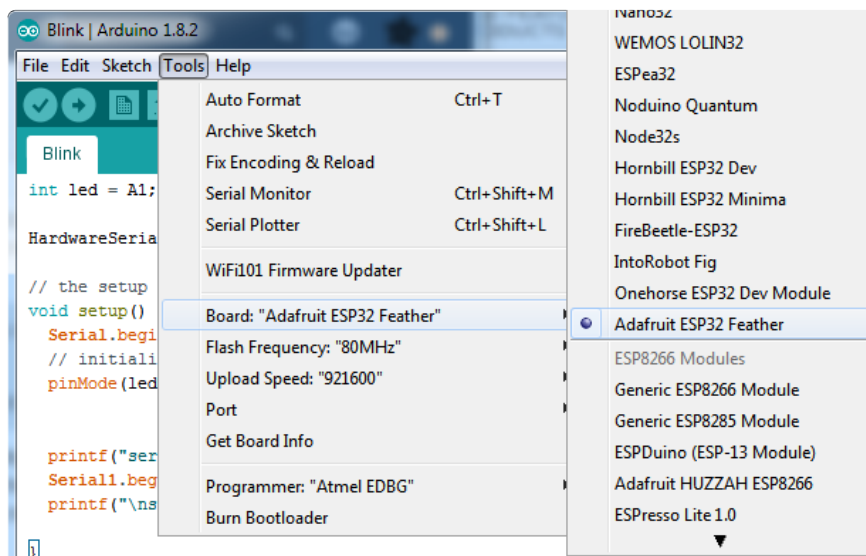 Blink | Arduino 1.8.2
File Edit Sketch Tools Help
Blink
int led = A1;
HardwareSeria
// the setup
void setup()
Serial.begi
// initiali
pinMode(led
printf("ser
Serial1.beg
printf("\ns
}
Auto Format Ctrl+T
Archive Sketch
Fix Encoding & Reload
Serial Monitor Ctrl+Shift+M
Serial Plotter Ctrl+Shift+L
WiFi101 Firmware Updater
Board: "Adafruit ESP32 Feather"
Flash Frequency: "80MHz"
Upload Speed: "921600"
Port
Get Board Info
Programmer: "Atmel EDBG"
Burn Bootloader
Nano32
WEMOS LOLIN32
ESPea32
Noduino Quantum
Node32s
Hornbill ESP32 Dev
Hornbill ESP32 Minima
FireBeetle-ESP32
IntoRobot Fig
Onehorse ESP32 Dev Module
Adafruit ESP32 Feather
ESP8266 Modules
Generic ESP8266 Module
Generic ESP8285 Module
ESPDuino (ESP-13 Module)
Adafruit HUZZAH ESP8266
ESPresso Lite 1.0